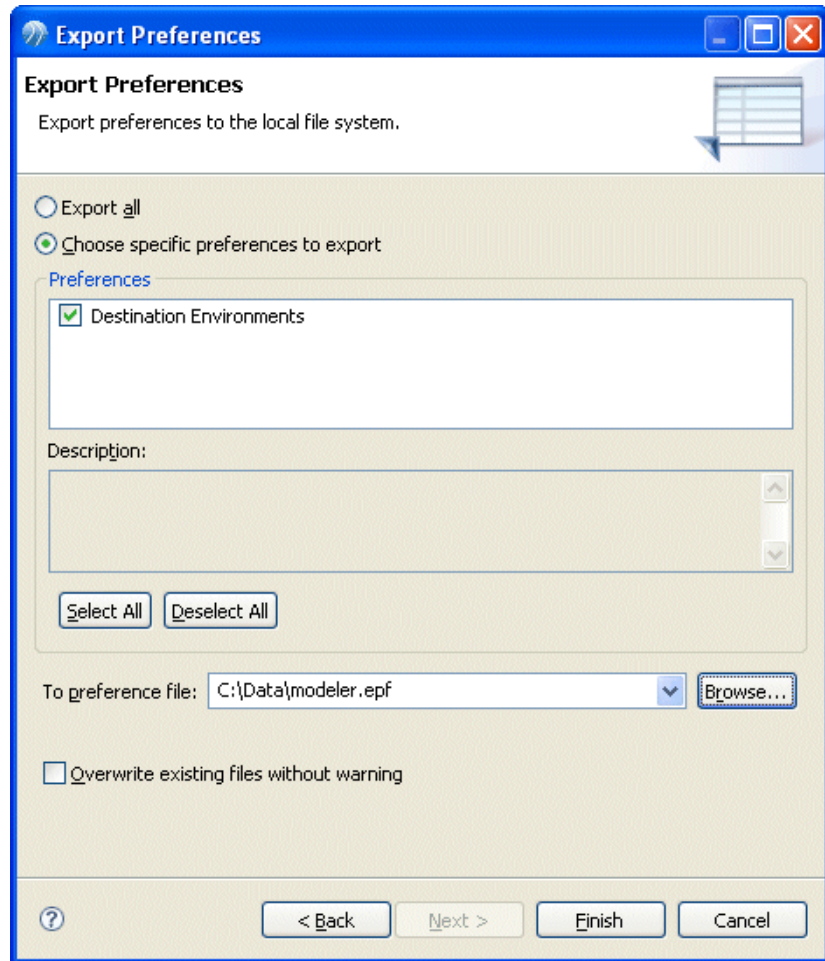 Export Preferences
Export Preferences
Export preferences to the local file system.
Export all
Choose specific preferences to export
Preferences
Destination Environments
Description:
Select All Deselect All
To preference file: C:\Data\modeler.epf Browse...
Overwrite existing files without warning
? < Back Next > Finish Cancel